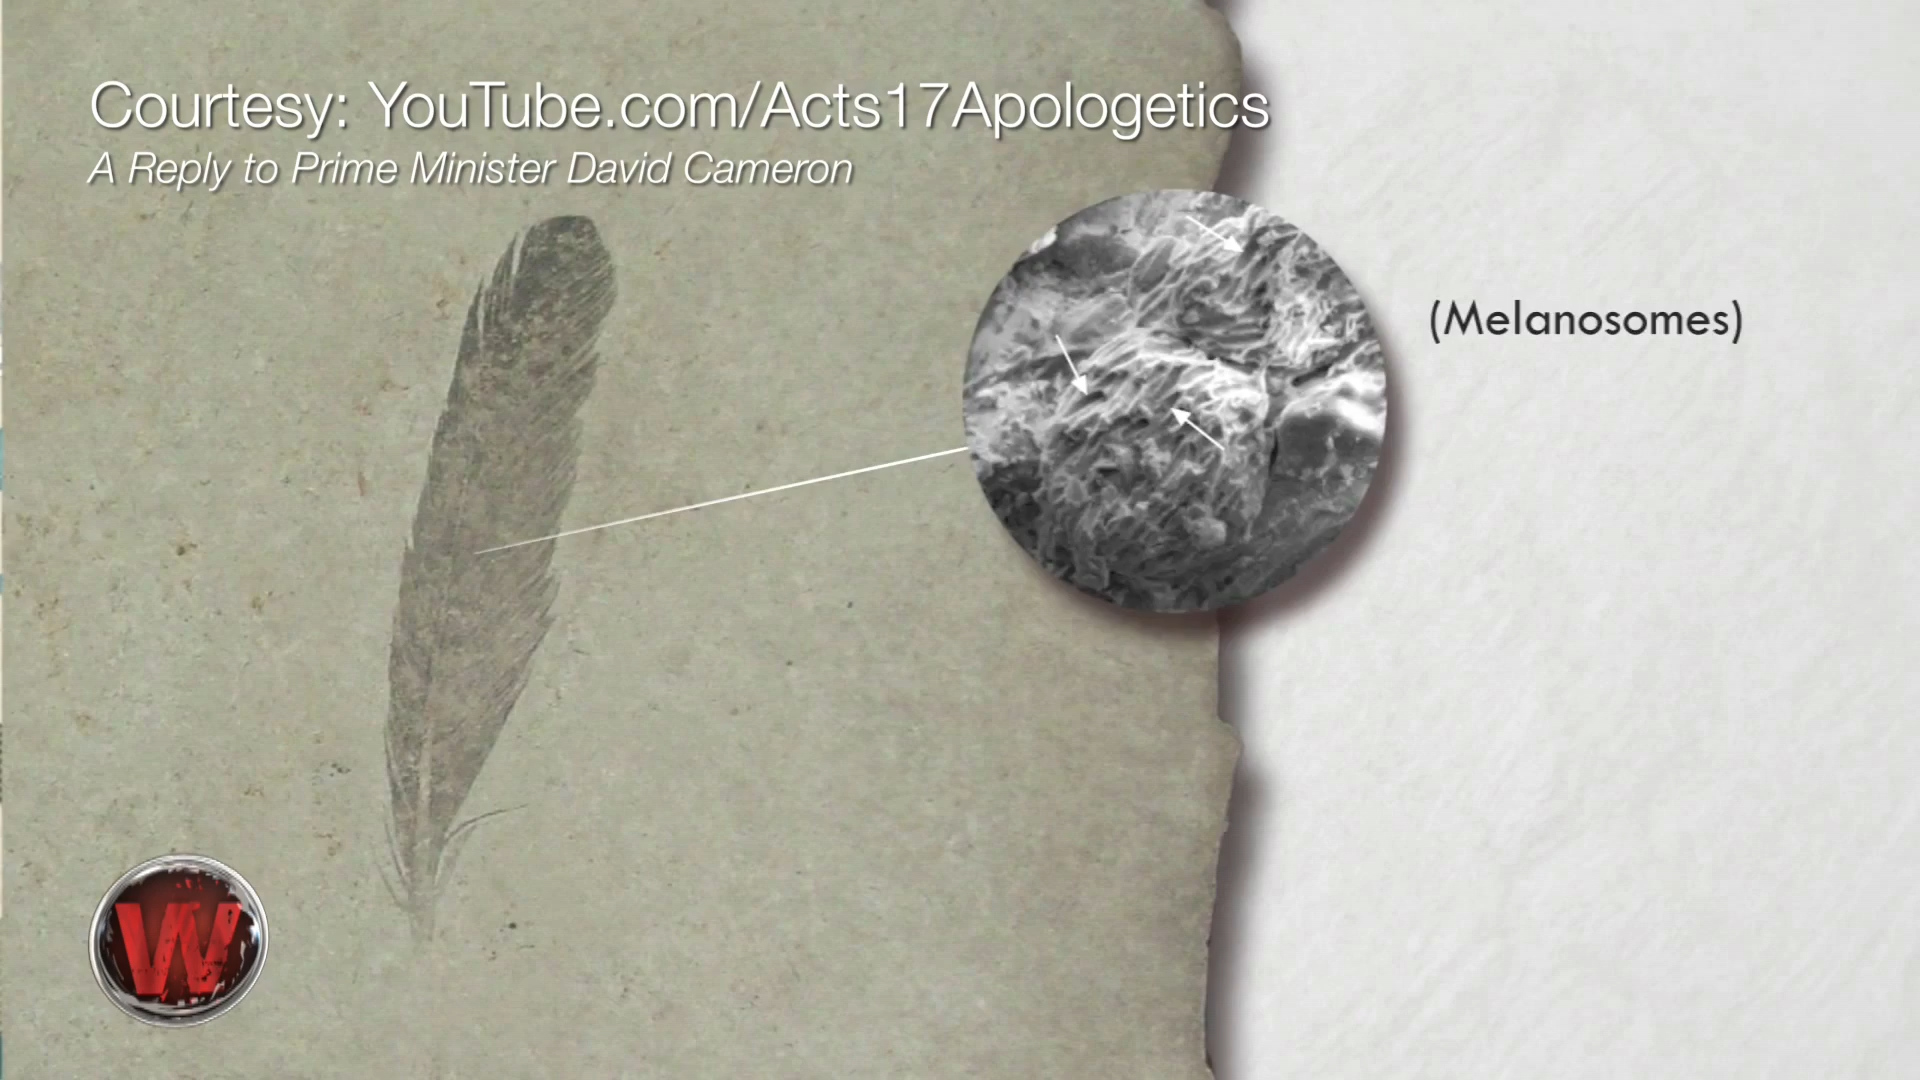 Courtesy: YouTube.com/Acts17Apologetics
A Reply to Prime Minister David Cameron
(Melanosomes)
W